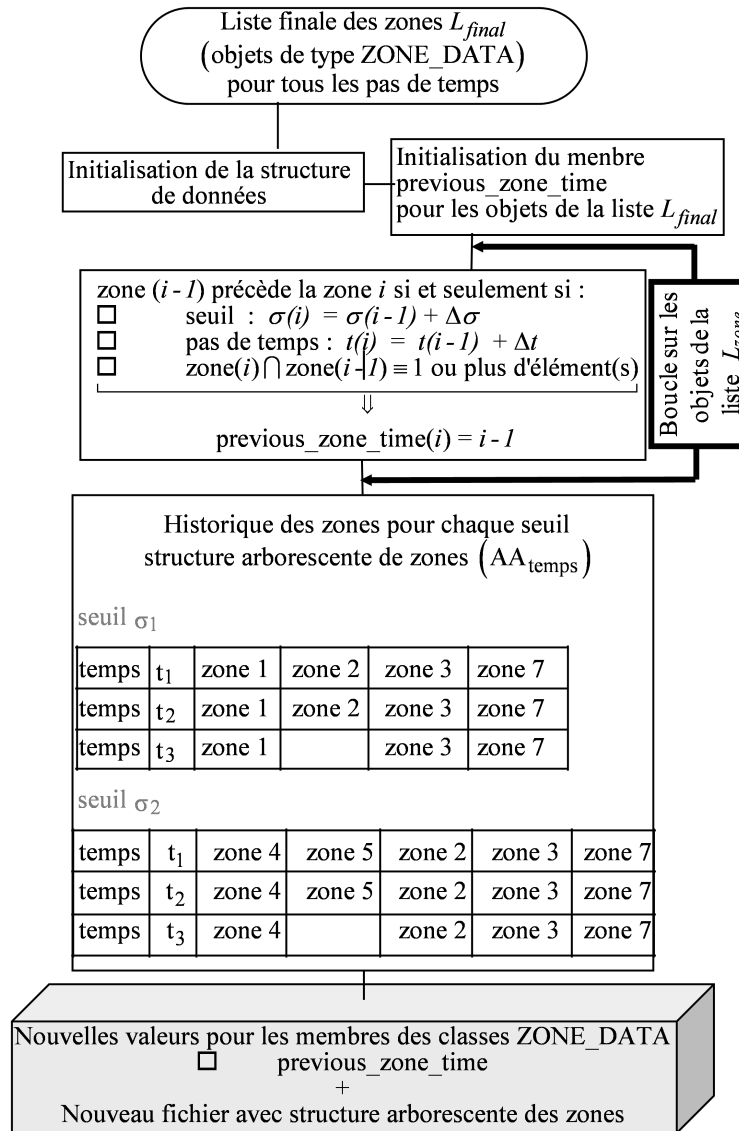 Liste finale des zones L_final
(objets de type ZONE_DATA)
pour tous les pas de temps
Initialisation de la structure
de données
Initialisation du menbre
previous_zone_time
pour les objets de la liste L_final
zone (i - 1) précède la zone i si et seulement si :
□ seuil : σ(i) = σ(i - 1) + Δσ
□ pas de temps : t(i) = t(i - 1) + Δt
□ zone(i) ⋂ zone(i - 1) ≡ 1 ou plus d'élément(s)
⇓
previous_zone_time(i) = i - 1
Boucle sur les
objets de la
liste L_zone
Historique des zones pour chaque seuil
structure arborescente de zones (AA_temps)
seuil σ1
temps t1 zone 1 zone 2 zone 3 zone 7
temps t2 zone 1 zone 2 zone 3 zone 7
temps t3 zone 1 zone 3 zone 7
seuil σ2
temps t1 zone 4 zone 5 zone 2 zone 3 zone 7
temps t2 zone 4 zone 5 zone 2 zone 3 zone 7
temps t3 zone 4 zone 2 zone 3 zone 7
Nouvelles valeurs pour les membres des classes ZONE_DATA
□ previous_zone_time
+
Nouveau fichier avec structure arborescente des zones